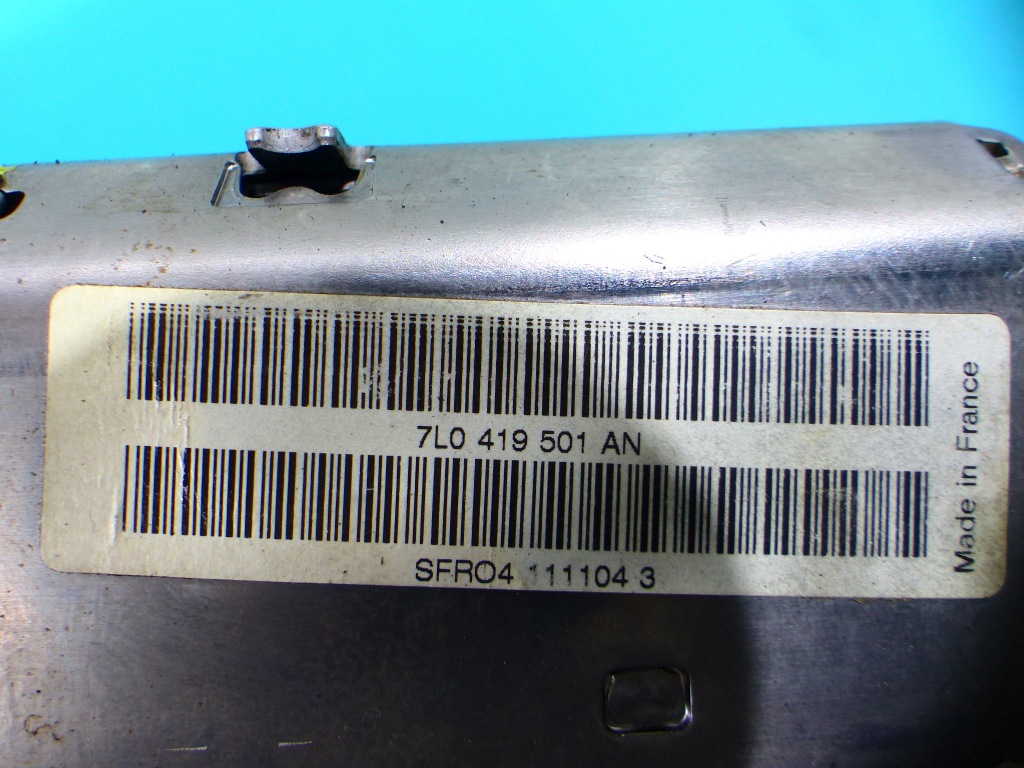 7L0 419 501 AN
SFRO4 111104 3
Made in France